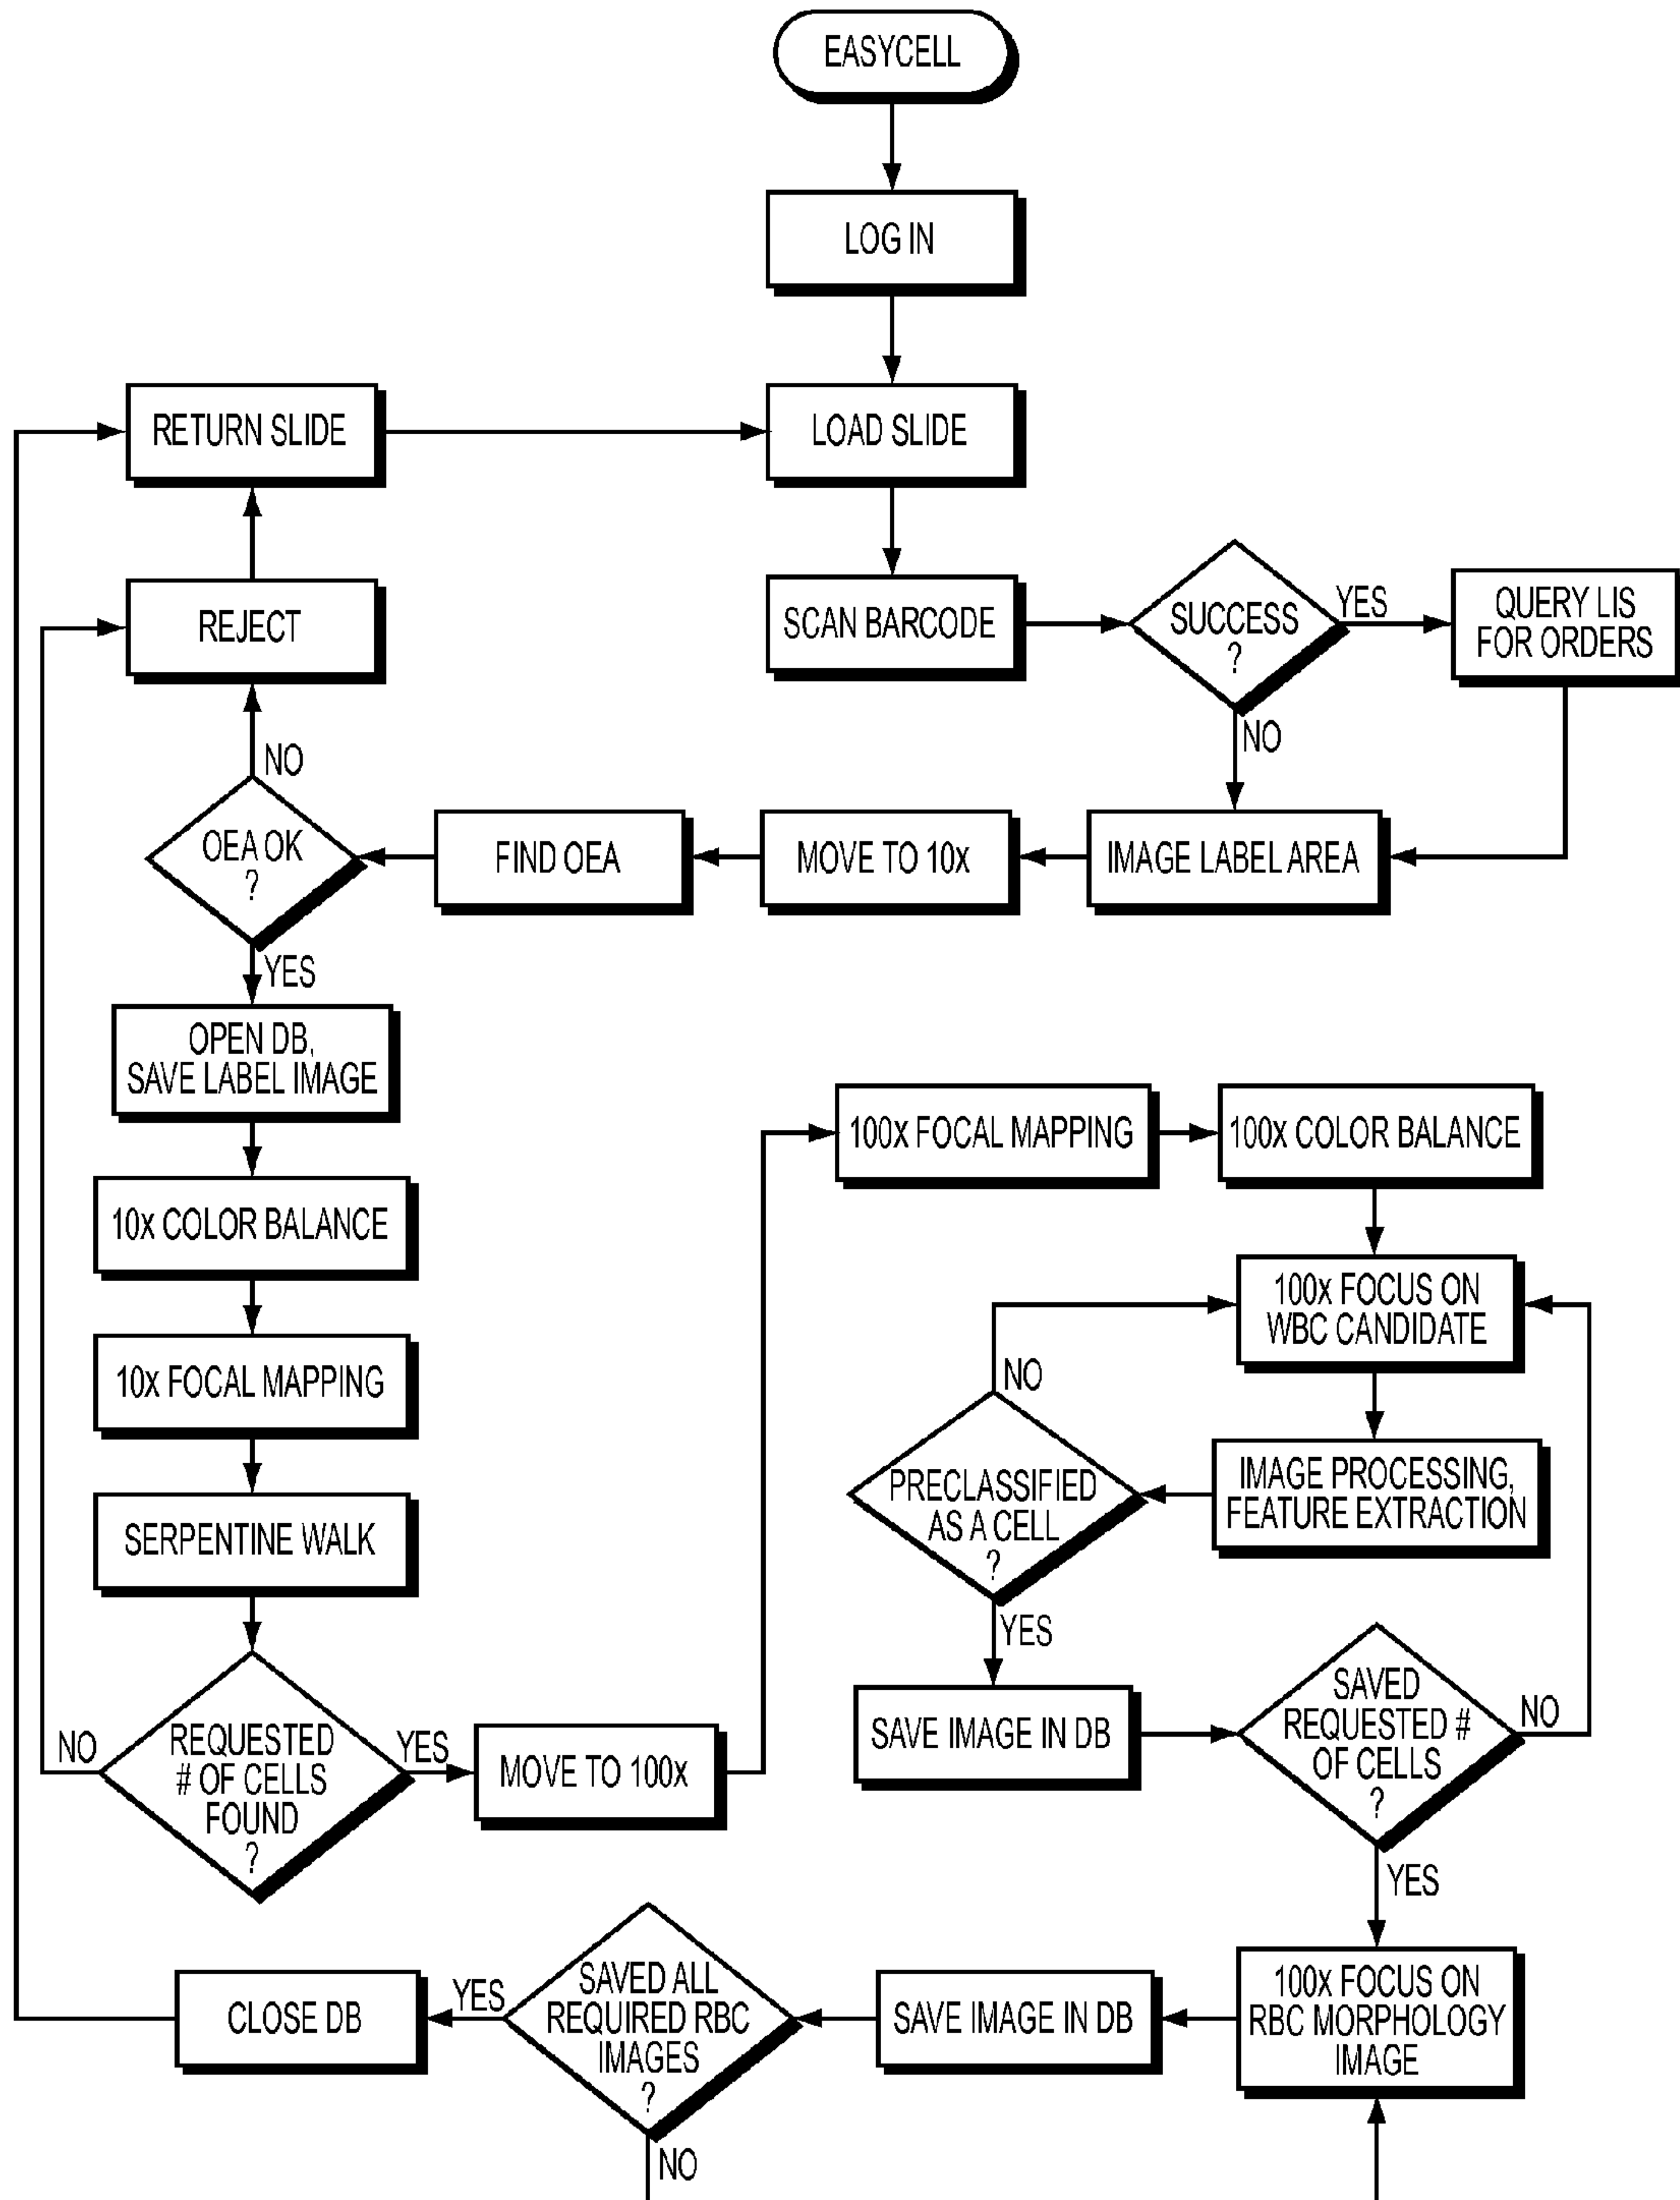 EASYCELL
LOG IN
RETURN SLIDE
LOAD SLIDE
REJECT
SCAN BARCODE
SUCCESS
?
YES
QUERY LIS
FOR ORDERS
NO
NO
OEA OK
?
FIND OEA
MOVE TO 10x
IMAGE LABEL AREA
YES
OPEN DB,
SAVE LABEL IMAGE
100x FOCAL MAPPING
100x COLOR BALANCE
10x COLOR BALANCE
100x FOCUS ON
WBC CANDIDATE
10x FOCAL MAPPING
NO
PRECLASSIFIED
AS A CELL
?
IMAGE PROCESSING,
FEATURE EXTRACTION
SERPENTINE WALK
YES
SAVE IMAGE IN DB
SAVED
REQUESTED #
OF CELLS
?
NO
NO
REQUESTED
# OF CELLS
FOUND
?
YES
MOVE TO 100x
YES
CLOSE DB
YES
SAVED ALL
REQUIRED RBC
IMAGES
?
SAVE IMAGE IN DB
100x FOCUS ON
RBC MORPHOLOGY
IMAGE
NO